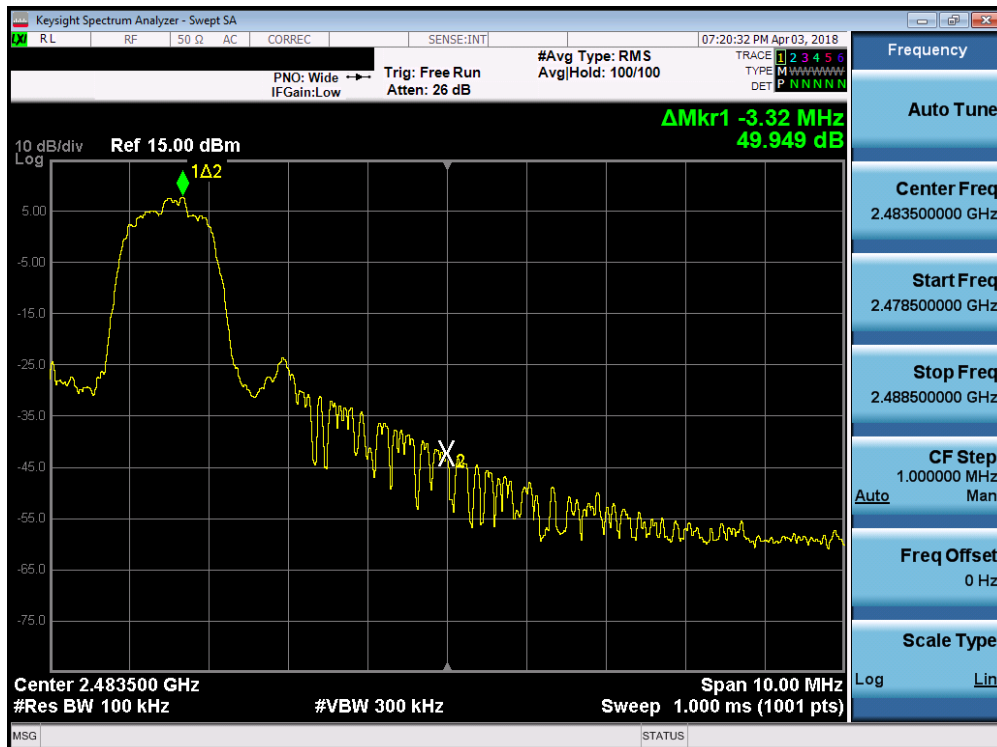 Keysight Spectrum Analyzer - Swept SA
LXI RL RF 50 Ω AC CORREC SENSE:INT 07:20:32 PM Apr 03, 2018
PNO: Wide
IFGain:Low
Trig: Free Run
Atten: 26 dB
#Avg Type: RMS
Avg|Hold: 100/100
TRACE 1 2 3 4 5 6
TYPE M WWWWW
DET P N N N N N
ΔMkr1 -3.32 MHz
49.949 dB
10 dB/div
Log
Ref 15.00 dBm
1Δ2
5.00
-5.00
-15.0
-25.0
-35.0
-45.0
-55.0
-65.0
-75.0
X2
Center 2.483500 GHz
#Res BW 100 kHz
#VBW 300 kHz
Span 10.00 MHz
Sweep 1.000 ms (1001 pts)
MSG
STATUS
Frequency
Auto Tune
Center Freq
2.483500000 GHz
Start Freq
2.478500000 GHz
Stop Freq
2.488500000 GHz
CF Step
1.000000 MHz
Auto Man
Freq Offset
0 Hz
Scale Type
Log Lin